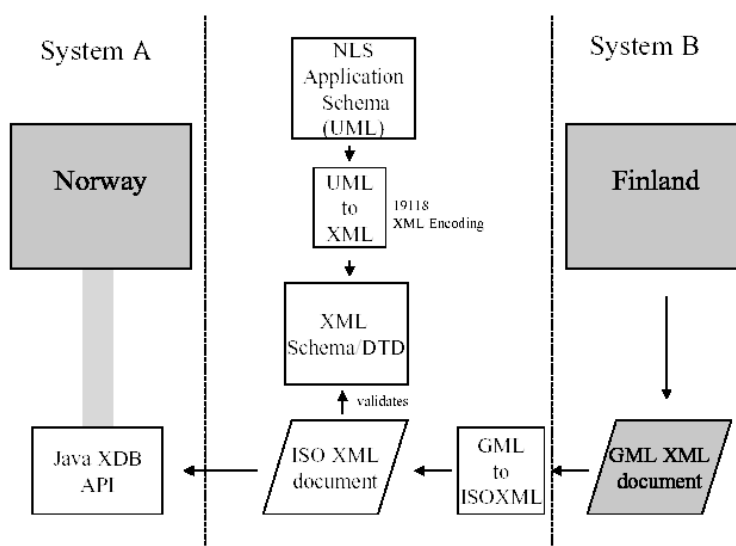 System A
NLS
Application
Schema
(UML)
System B
Norway
UML
to
XML
19118
XML Encoding
Finland
XML
Schema/DTD
validates
Java XDB
API
ISO XML
document
GML
to
ISOXML
GML XML
document